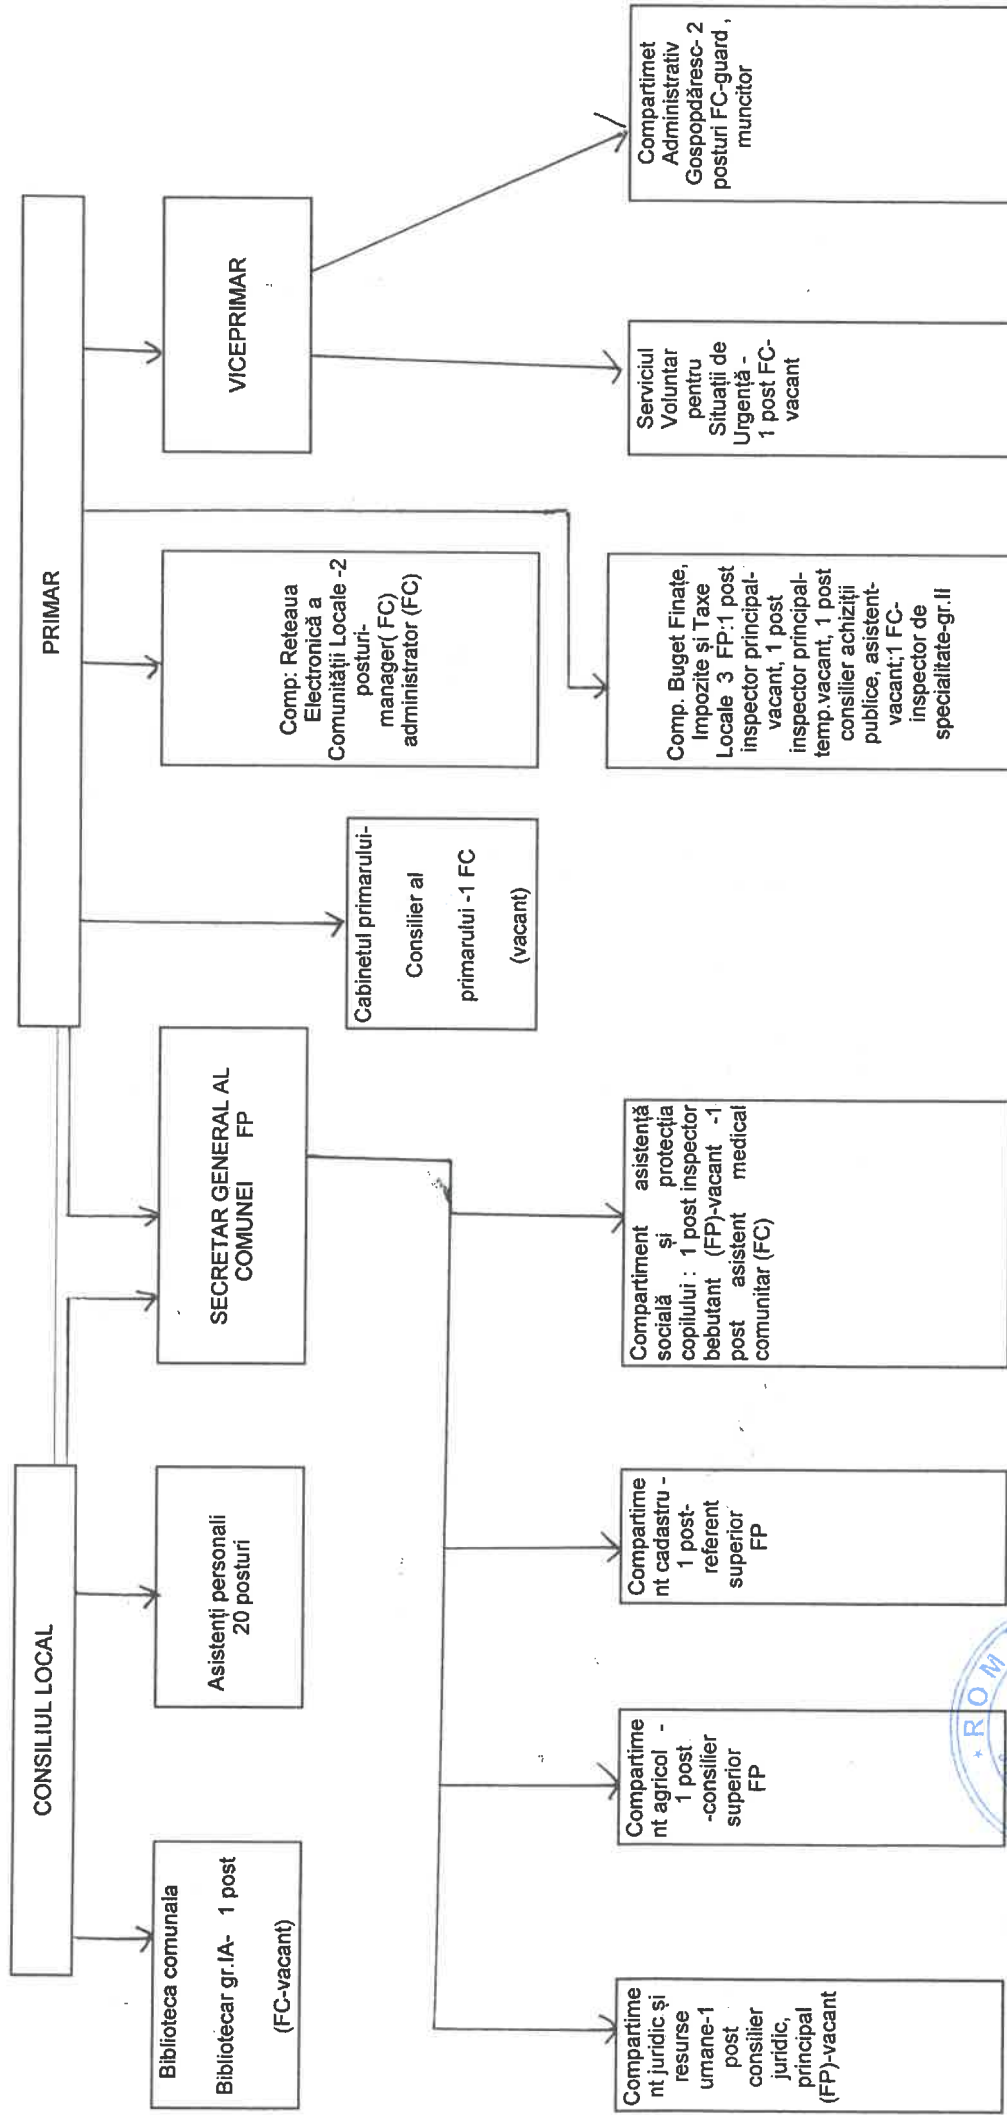 CONSILIUL LOCAL
PRIMAR
Biblioteca comunala
Bibliotecar gr.IA- 1 post
(FC-vacant)
Asistenți personali
20 posturi
SECRETAR GENERAL AL
COMUNEI FP
Cabinetul primarului-
Consilier al
primarului -1 FC
(vacant)
Comp: Reteaua
Electronică a
Comunității Locale -2
posturi-
manager( FC)
administrator (FC)
VICEPRIMAR
Compartime
nt juridic și
resurse
umane-1
post
consilier
juridic,
principal
(FP)-vacant
Compartime
nt agricol -
1 post
-consilier
superior
FP
Compartime
nt cadastru -
1 post-
referent
superior
FP
Compartiment asistență
socială și protecția
copilului : 1 post inspector
bebutant (FP)-vacant -1
post asistent medical
comunitar (FC)
Comp. Buget Finațe,
Impozite și Taxe
Locale 3 FP:1 post
inspector principal-
vacant, 1 post
inspector principal-
temp.vacant, 1 post
consilier achiziții
publice, asistent-
vacant;1 FC-
inspector de
specialitate-gr.II
Serviciul
Voluntar
pentru
Situații de
Urgență -
1 post FC-
vacant
Compartimet
Administrativ
Gospopdăresc- 2
posturi FC-guard ,
muncitor
* R O M